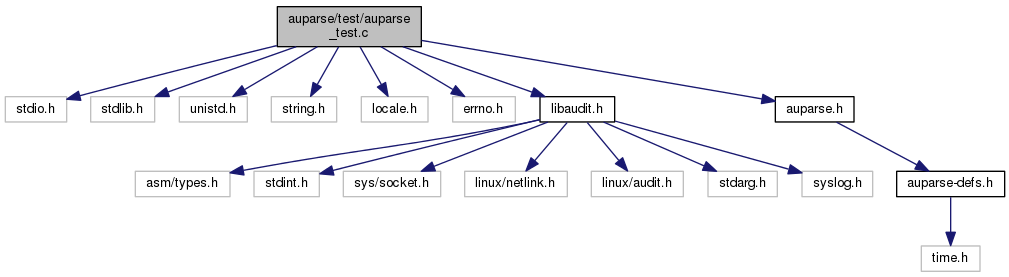 auparse/test/auparse
_test.c
stdio.h
stdlib.h
unistd.h
string.h
locale.h
errno.h
libaudit.h
auparse.h
asm/types.h
stdint.h
sys/socket.h
linux/netlink.h
linux/audit.h
stdarg.h
syslog.h
auparse-defs.h
time.h